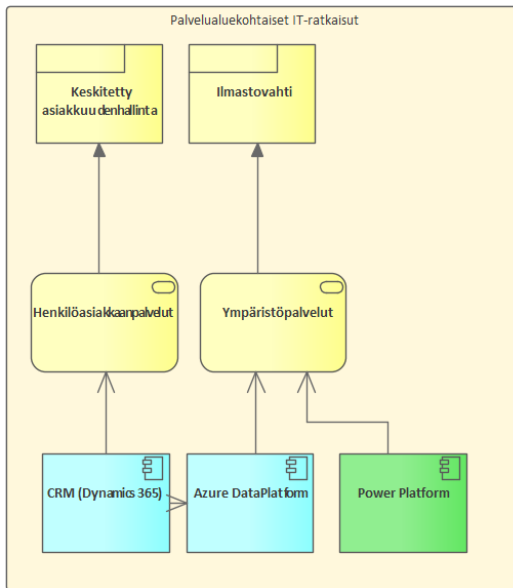 Palvelualuekohtaiset IT-ratkaisut
Keskitetty
asiakkuudenhallinta
Ilmastovahti
Henkilöasiakkaanpalvelut
Ympäristöpalvelut
CRM (Dynamics 365)
Azure DataPlatform
Power Platform